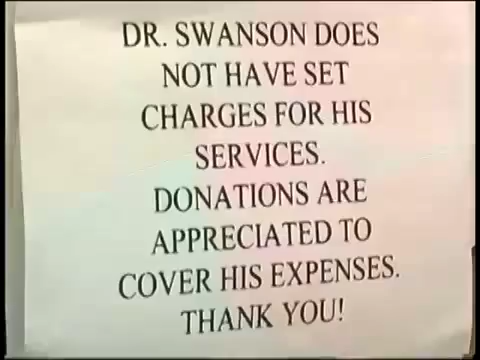 DR. SWANSON DOES
NOT HAVE SET
CHARGES FOR HIS
SERVICES.
DONATIONS ARE
APPRECIATED TO
COVER HIS EXPENSES.
THANK YOU!